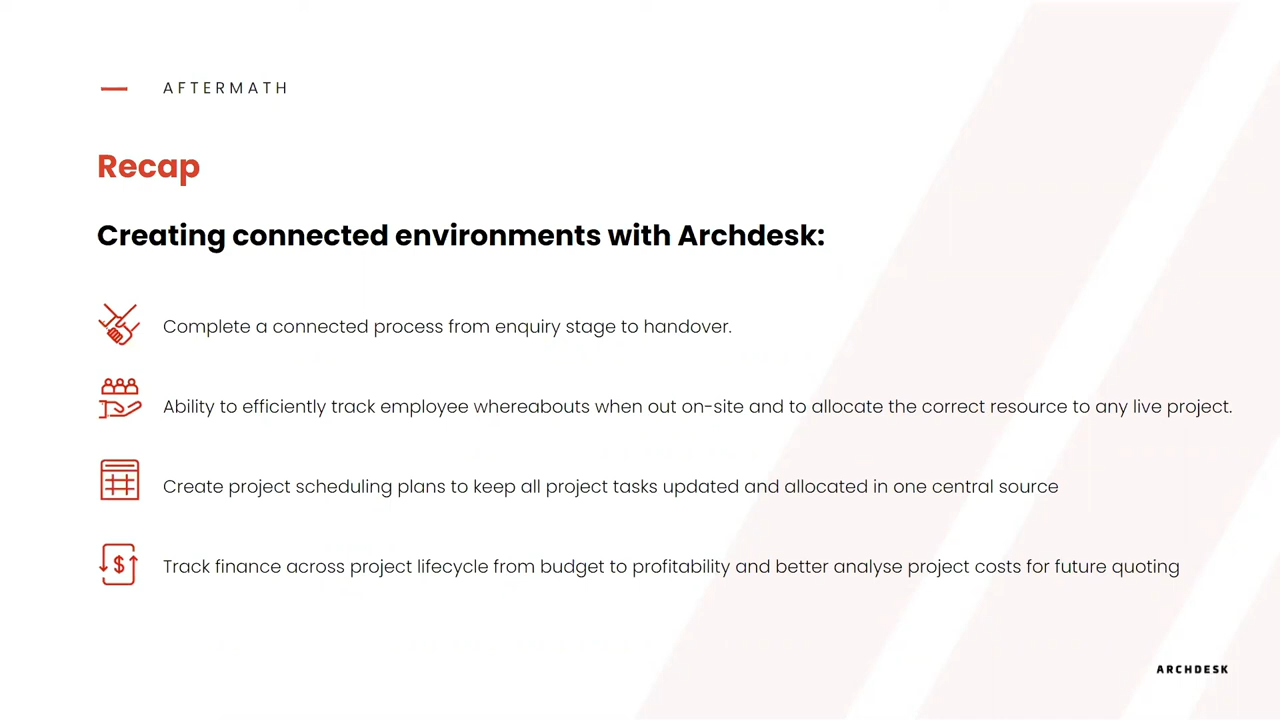 AFTERMATH
Recap
Creating connected environments with Archdesk:
Complete a connected process from enquiry stage to handover.
Ability to efficiently track employee whereabouts when out on-site and to allocate the correct resource to any live project.
Create project scheduling plans to keep all project tasks updated and allocated in one central source
$
Track finance across project lifecycle from budget to profitability and better analyse project costs for future quoting
ARCHDESK